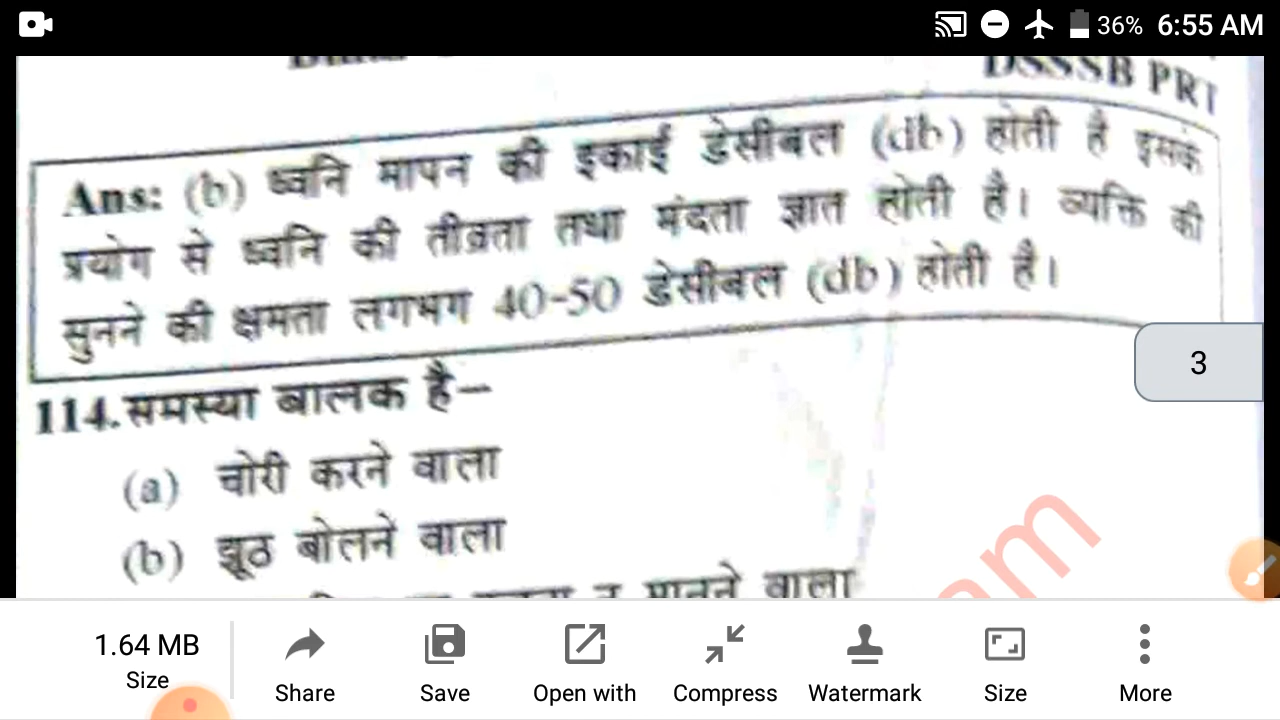 36% 6:55 AM
DSSSB PRT
Ans: (b) ध्वनि मापन की इकाई डेसीबल (db) होती है इसके
प्रयोग से ध्वनि की तीव्रता तथा मंदता ज्ञात होती है। व्यक्ति की
सुनने की क्षमता लगभग 40-50 डेसीबल (db) होती है।
3
114.समस्या बालक है–
(a) चोरी करने वाला
(b) झूठ बोलने वाला
न मानने वाला
am
1.64 MB
Size
Share
Save
Open with
Compress
Watermark
Size
More